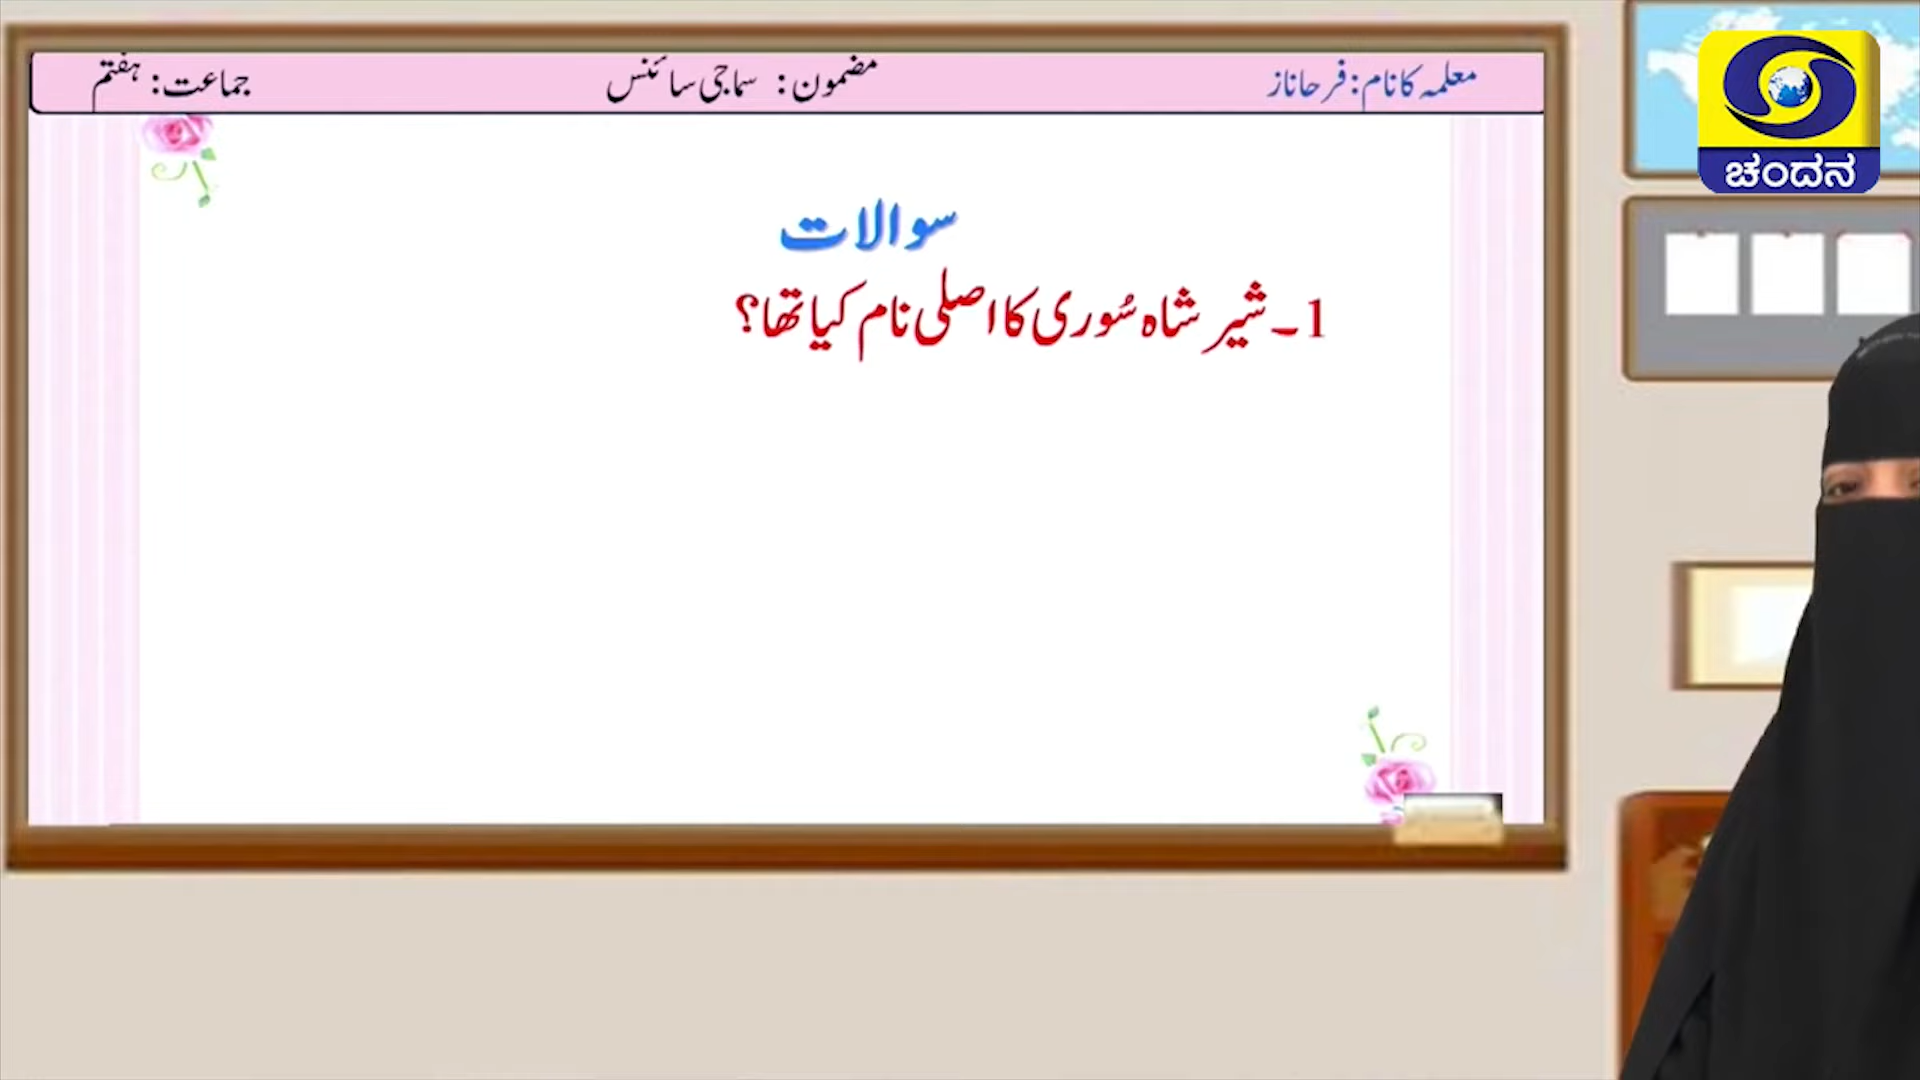 معلمہ کا نام: فرحاناز
مضمون: سماجی سائنس
جماعت: ہفتم
سوالات
1۔ شیر شاہ سُوری کا اصلی نام کیا تھا؟
ಚಂದನ